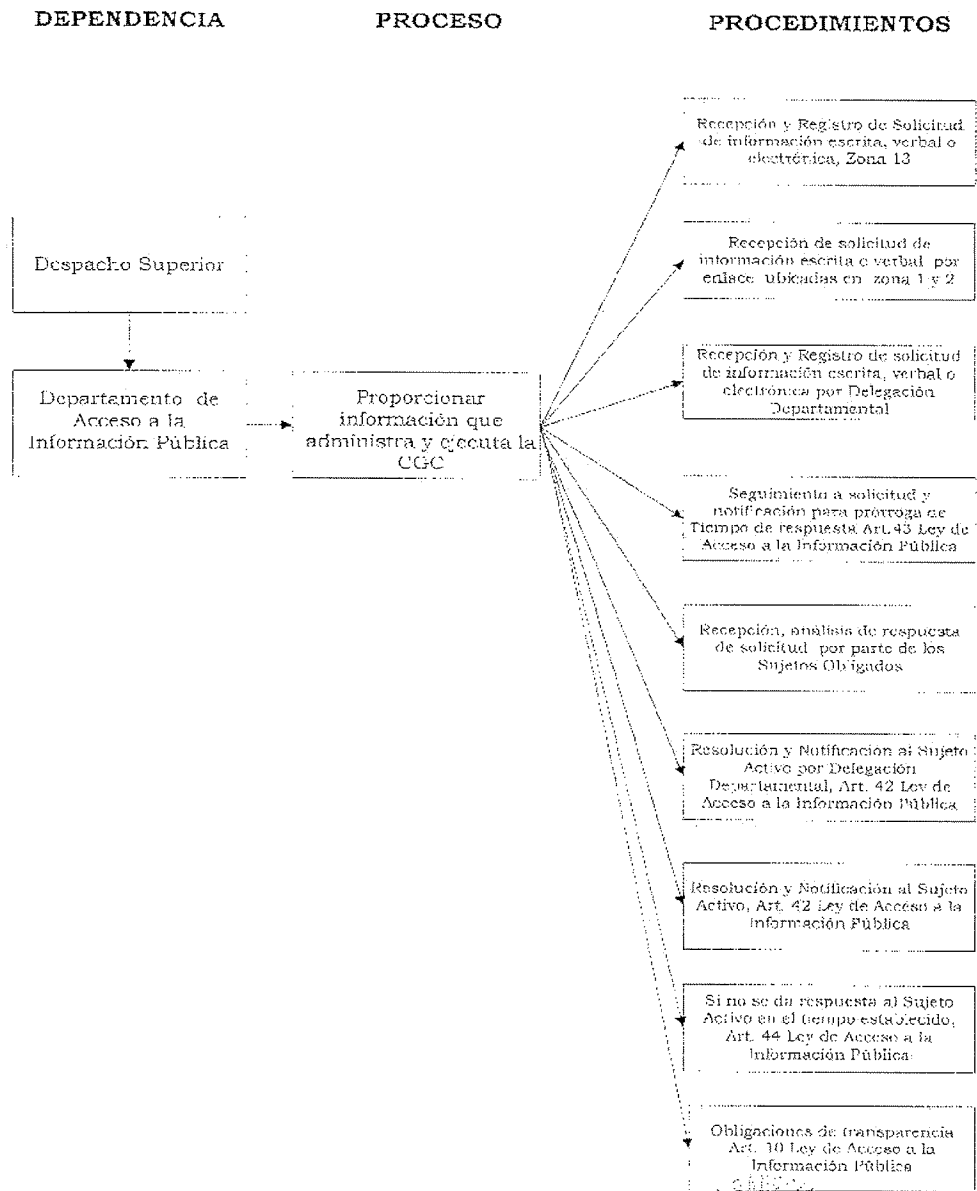 DEPENDENCIA
PROCESO
PROCEDIMIENTOS
Despacho Superior
Departamento de
Acceso a la
Información Pública
Proporcionar
información que
administra y ejecuta la
CGC
Recepción y Registro de Solicitud
de información escrita, verbal o
electrónica, Zona 13
Recepción de solicitud de
información escrita o verbal por
enlace ubicadas en zona 1 y 2
Recepción y Registro de solicitud
de información escrita, verbal o
electrónica por Delegación
Departamental
Seguimiento a solicitud y
notificación para prórroga de
Tiempo de respuesta Art.43 Ley de
Acceso a la Información Pública
Recepción, análisis de respuesta
de solicitud por parte de los
Sujetos Obligados
Resolución y Notificación al Sujeto
Activo por Delegación
Departamental, Art. 42 Ley de
Acceso a la Información Pública
Resolución y Notificación al Sujeto
Activo, Art. 42 Ley de Acceso a la
Información Pública
Si no se da respuesta al Sujeto
Activo en el tiempo establecido,
Art. 44 Ley de Acceso a la
Información Pública
Obligaciones de transparencia
Art. 10 Ley de Acceso a la
Información Pública